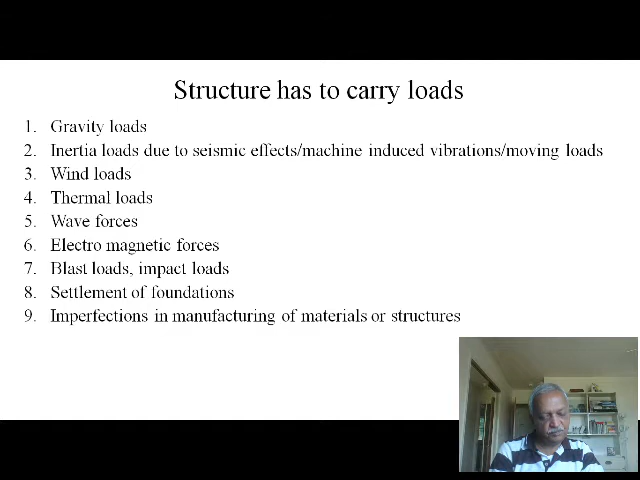 Structure has to carry loads
1. Gravity loads
2. Inertia loads due to seismic effects/machine induced vibrations/moving loads
3. Wind loads
4. Thermal loads
5. Wave forces
6. Electro magnetic forces
7. Blast loads, impact loads
8. Settlement of foundations
9. Imperfections in manufacturing of materials or structures